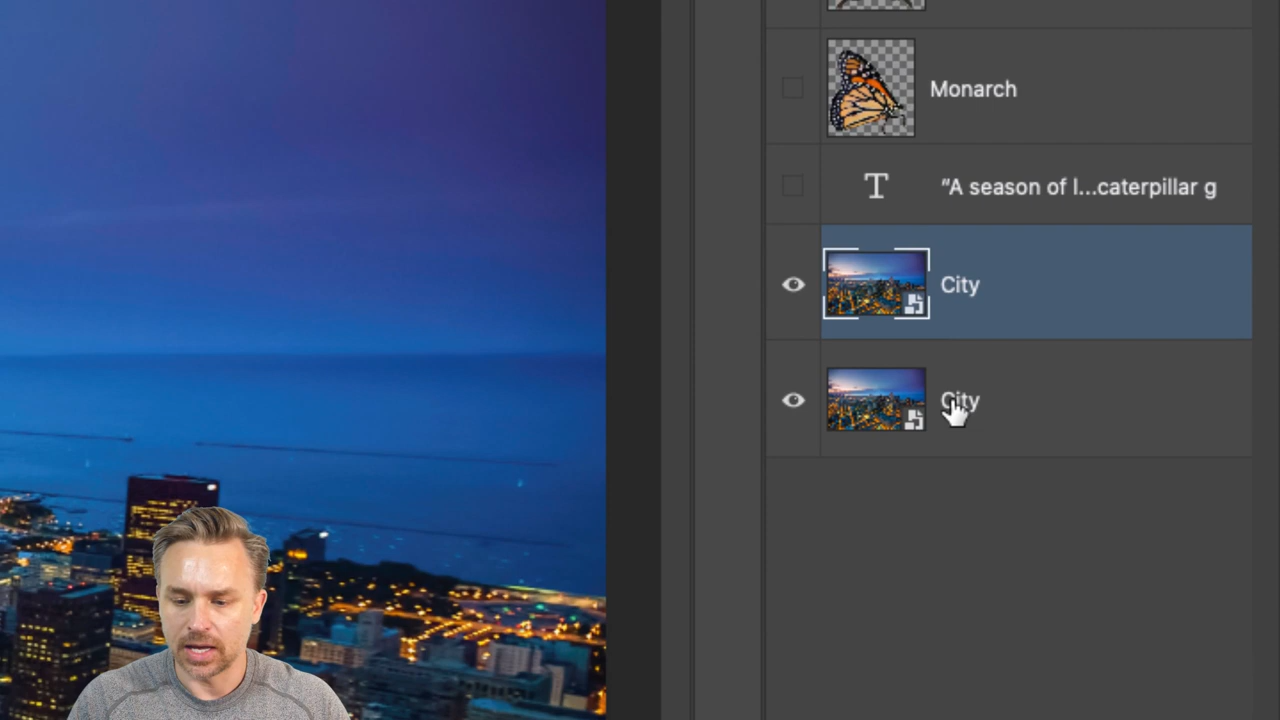 Monarch
T
“A season of l...caterpillar g
City
City